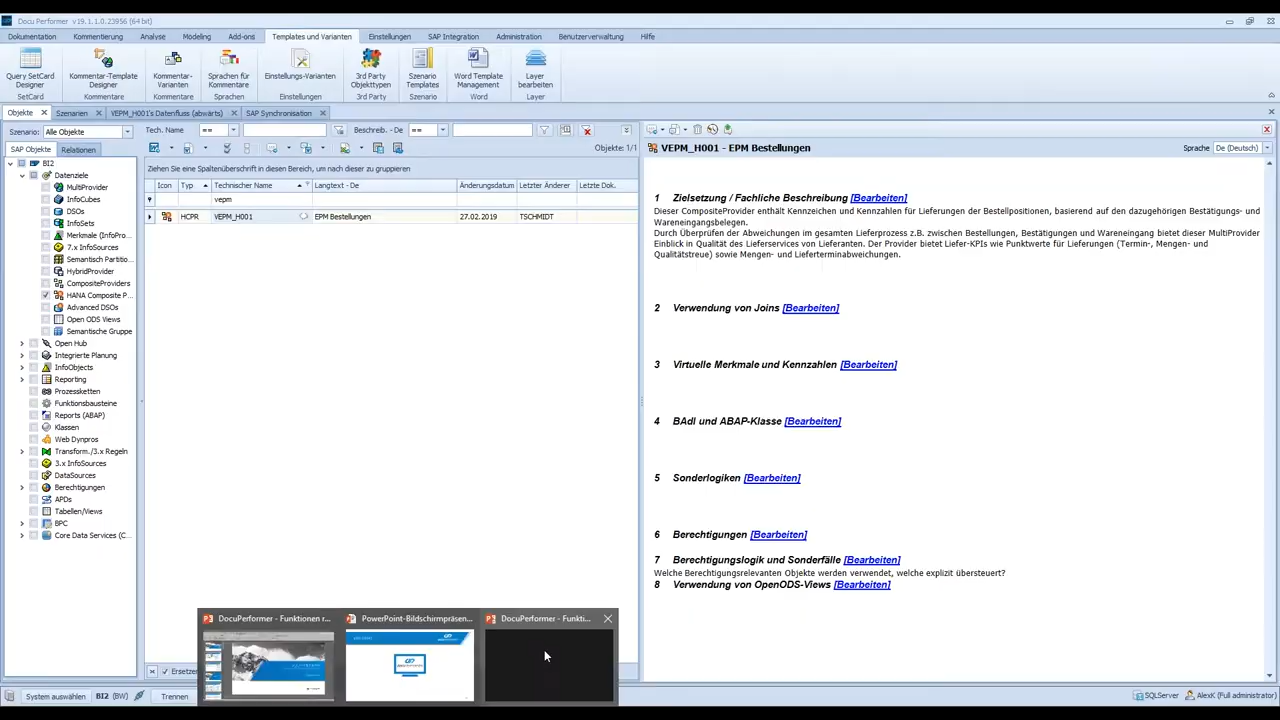 Docu Performer v19.1.1.0.23956 (64 bit)
Dokumentation Kommentierung Analyse Modeling Add-ons Templates und Varianten Einstellungen SAP Integration Administration Benutzerverwaltung Hilfe
Query SetCard Designer
Kommentar-Template Designer
Kommentar-Varianten
Sprachen für Kommentare
Einstellungs-Varianten
3rd Party Objekttypen
Szenario Templates
Word Template Management
Layer bearbeiten
SetCard Kommentare Kommentare Sprachen Einstellungen 3rd Party Szenario Word Layer
Objekte Szenarien VEPM_H001's Datenfluss (abwärts) SAP Synchronisation
Szenario: Alle Objekte
Tech. Name == Beschreib. - De ==
SAP Objekte Relationen
Objekte: 1/1
BI2
Datenziele
MultiProvider
InfoCubes
DSOs
InfoSets
Merkmale (InfoPro...
7.x InfoSources
Semantisch Partitio...
HybridProvider
CompositeProviders
HANA Composite P...
Advanced DSOs
Open ODS Views
Semantische Gruppe
Open Hub
Integrierte Planung
InfoObjects
Reporting
Prozessketten
Funktionsbausteine
Reports (ABAP)
Klassen
Web Dynpros
Transform./3.x Regeln
3.x InfoSources
DataSources
Berechtigungen
APDs
Tabellen/Views
BPC
Core Data Services (C...
Ziehen Sie eine Spaltenüberschrift in diesen Bereich, um nach dieser zu gruppieren
Icon Typ Technischer Name Langtext - De Änderungsdatum Letzter Änderer Letzte Dok.
vepm
HCPR VEPM_H001 EPM Bestellungen 27.02.2019 TSCHMIDT
Ersetzen
VEPM_H001 - EPM Bestellungen
Sprache De (Deutsch)
1 Zielsetzung / Fachliche Beschreibung [Bearbeiten]
Dieser CompositeProvider enthält Kennzeichen und Kennzahlen für Lieferungen der Bestellpositionen, basierend auf den dazugehörigen Bestätigungs- und
Wareneingangsbelegen.
Durch Überprüfen der Abweichungen im gesamten Lieferprozess z.B. zwischen Bestellungen, Bestätigungen und Wareneingang bietet dieser MultiProvider
Einblick in Qualität des Lieferservices von Lieferanten. Der Provider bietet Liefer-KPIs wie Punktwerte für Lieferungen (Termin-, Mengen- und
Qualitätstreue) sowie Mengen- und Lieferterminabweichungen.
2 Verwendung von Joins [Bearbeiten]
3 Virtuelle Merkmale und Kennzahlen [Bearbeiten]
4 BAdI und ABAP-Klasse [Bearbeiten]
5 Sonderlogiken [Bearbeiten]
6 Berechtigungen [Bearbeiten]
7 Berechtigungslogik und Sonderfälle [Bearbeiten]
Welche Berechtigungsrelevanten Objekte werden verwendet, welche explizit übersteuert?
8 Verwendung von OpenODS-Views [Bearbeiten]
DocuPerformer - Funktionen r... PowerPoint-Bildschirmpräsen... DocuPerformer - Funkti...
System auswählen BI2 (BW) Trennen SQLServer AlexK (Full administrator)